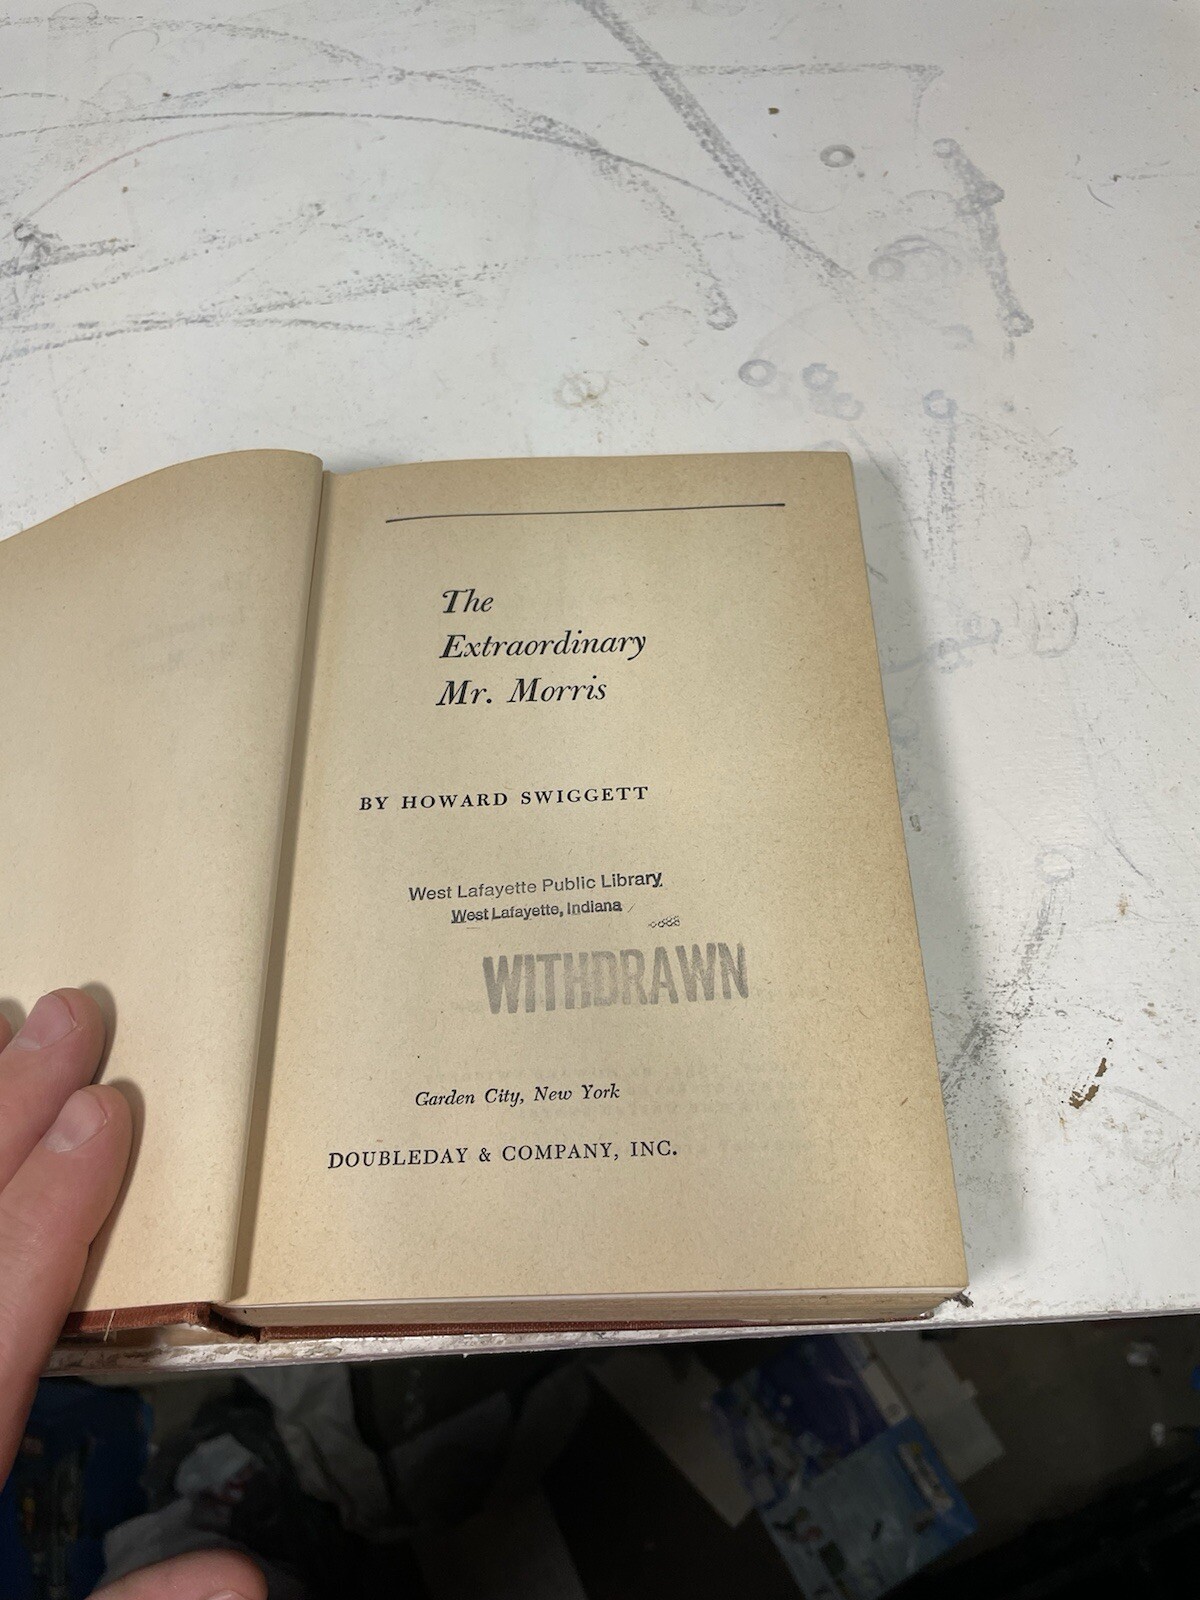 The
Extraordinary
Mr. Morris
BY HOWARD SWIGGETT
West Lafayette Public Library
West Lafayette, Indiana
WITHDRAWN
Garden City, New York
DOUBLEDAY & COMPANY, INC.